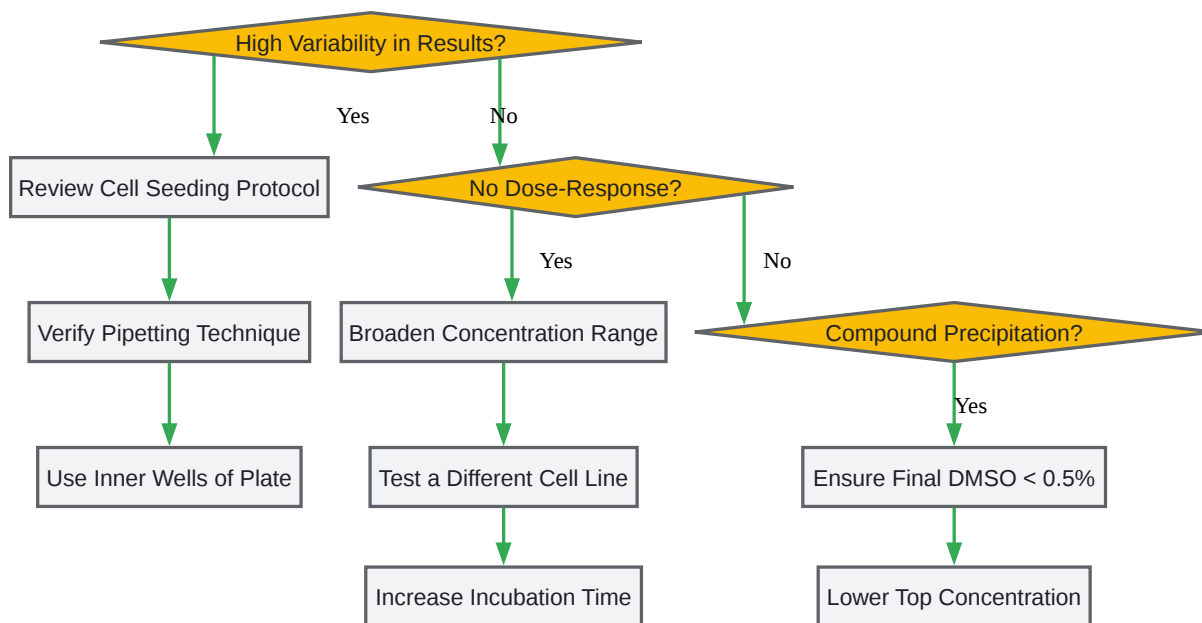 High Variability in Results?
Yes
No
Review Cell Seeding Protocol
No Dose-Response?
Yes
No
Verify Pipetting Technique
Broaden Concentration Range
Compound Precipitation?
Yes
Use Inner Wells of Plate
Test a Different Cell Line
Ensure Final DMSO < 0.5%
Increase Incubation Time
Lower Top Concentration